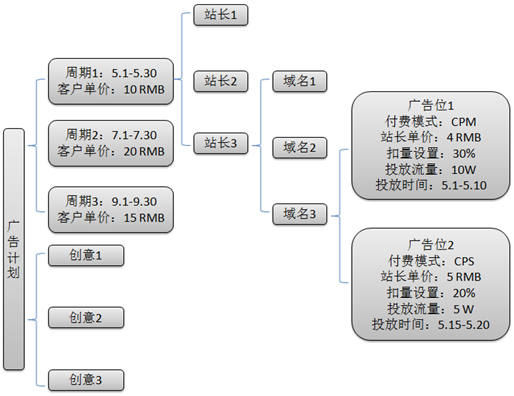 广告计划
周期1：5.1-5.30
客户单价：10 RMB
周期2：7.1-7.30
客户单价：20 RMB
周期3：9.1-9.30
客户单价：15 RMB
创意1
创意2
创意3
站长1
站长2
站长3
域名1
域名2
域名3
广告位1
付费模式：CPM
站长单价：4 RMB
扣量设置：30%
投放流量：10W
投放时间：5.1-5.10
广告位2
付费模式：CPS
站长单价：5 RMB
扣量设置：20%
投放流量：5 W
投放时间：5.15-5.20